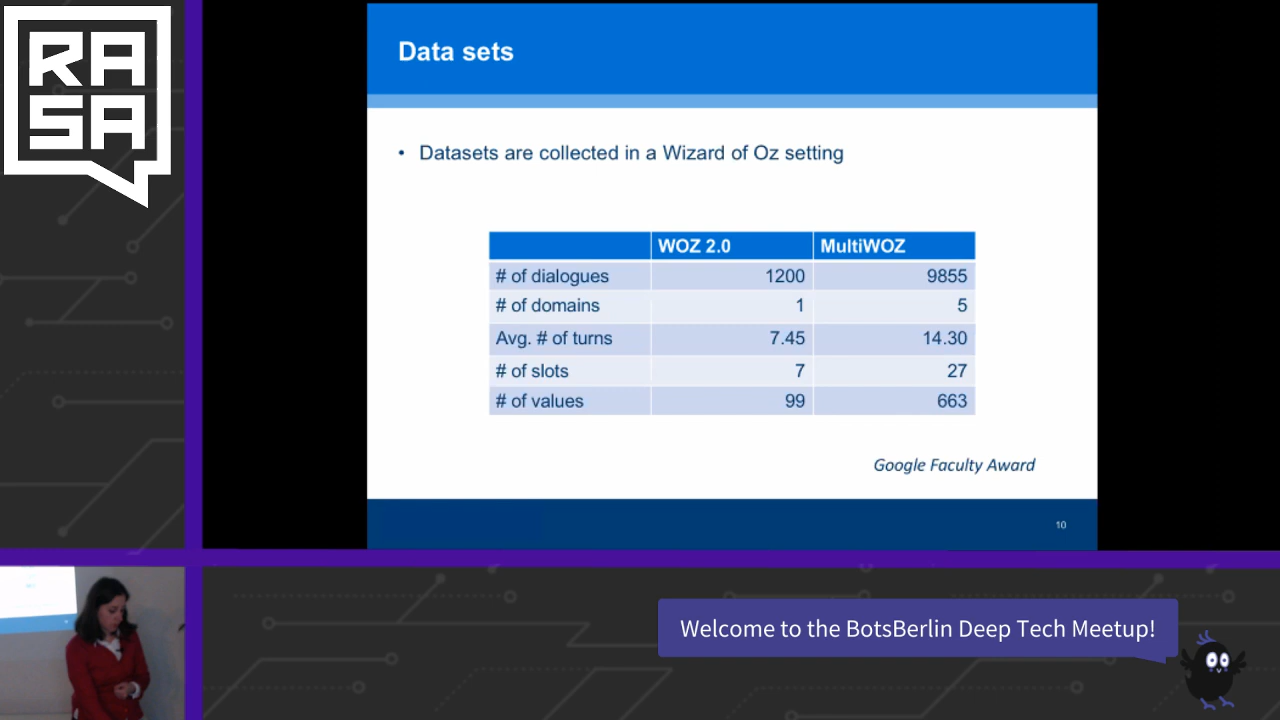 RASA
Data sets
• Datasets are collected in a Wizard of Oz setting
WOZ 2.0 MultiWOZ
# of dialogues 1200 9855
# of domains 1 5
Avg. # of turns 7.45 14.30
# of slots 7 27
# of values 99 663
Google Faculty Award
10
Welcome to the BotsBerlin Deep Tech Meetup!